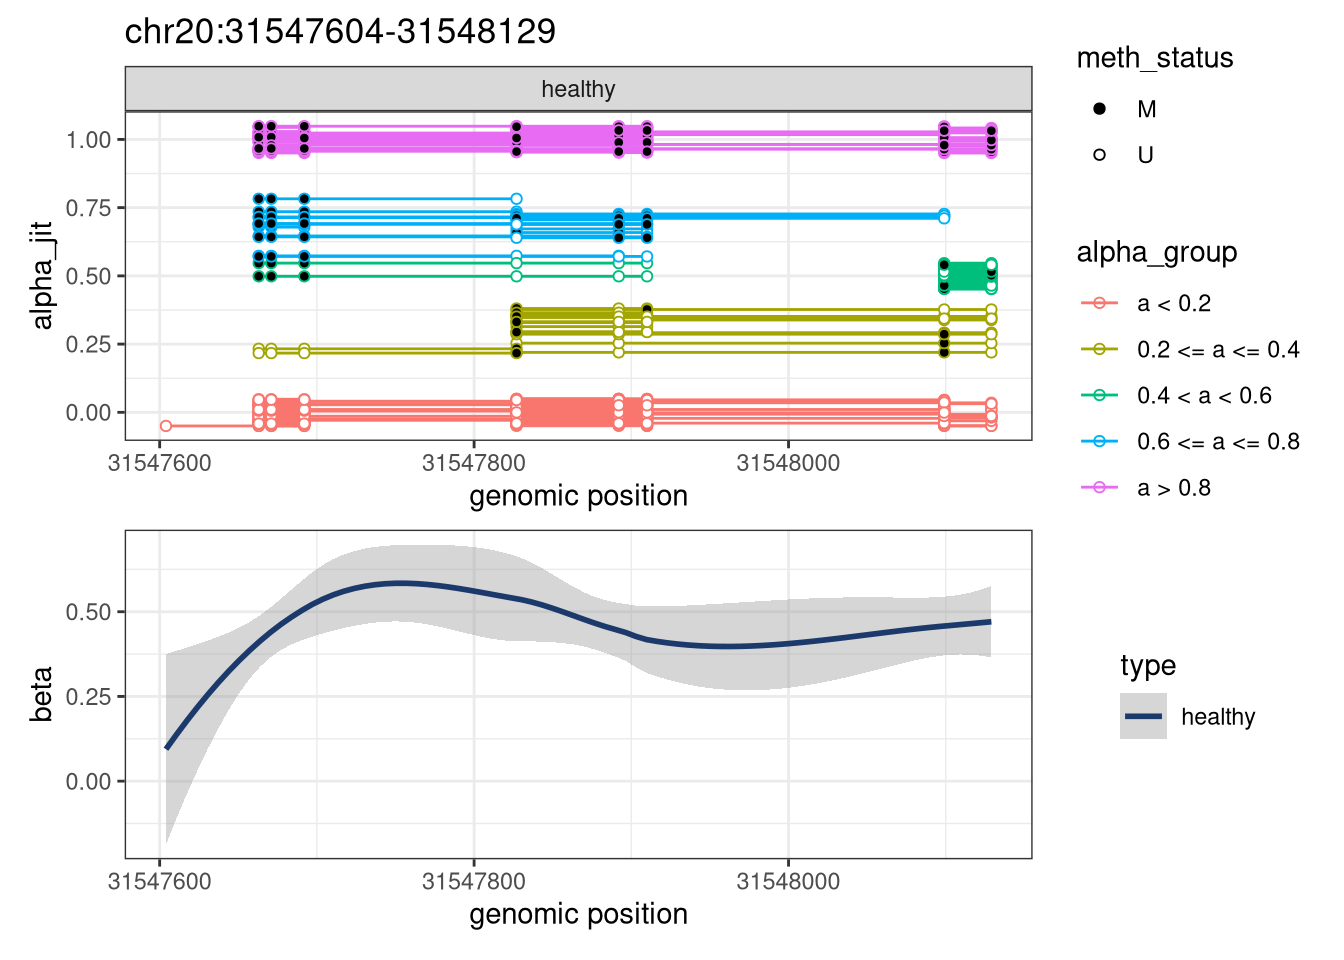 chr20:31547604-31548129
healthy
1.00
0.75
0.50
0.25
0.00
alpha_jit
31547600 31547800 31548000
genomic position
meth_status
M
U
alpha_group
a < 0.2
0.2 <= a <= 0.4
0.4 < a < 0.6
0.6 <= a <= 0.8
a > 0.8
0.50
0.25
0.00
beta
31547600 31547800 31548000
genomic position
type
healthy